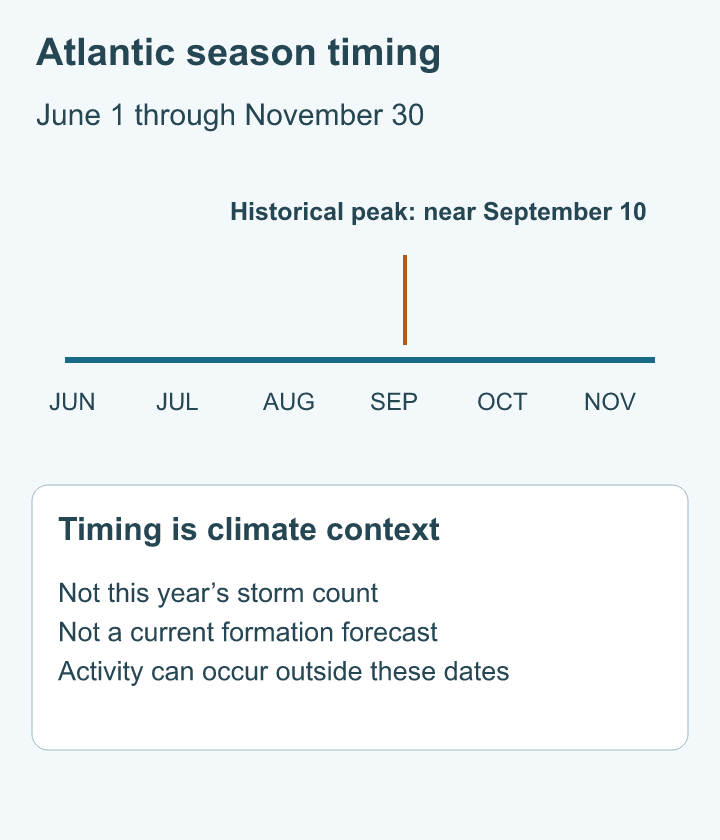 Atlantic season timing
June 1 through November 30
Historical peak: near September 10
JUN JUL AUG SEP OCT NOV
Timing is climate context
Not this year’s storm count
Not a current formation forecast
Activity can occur outside these dates